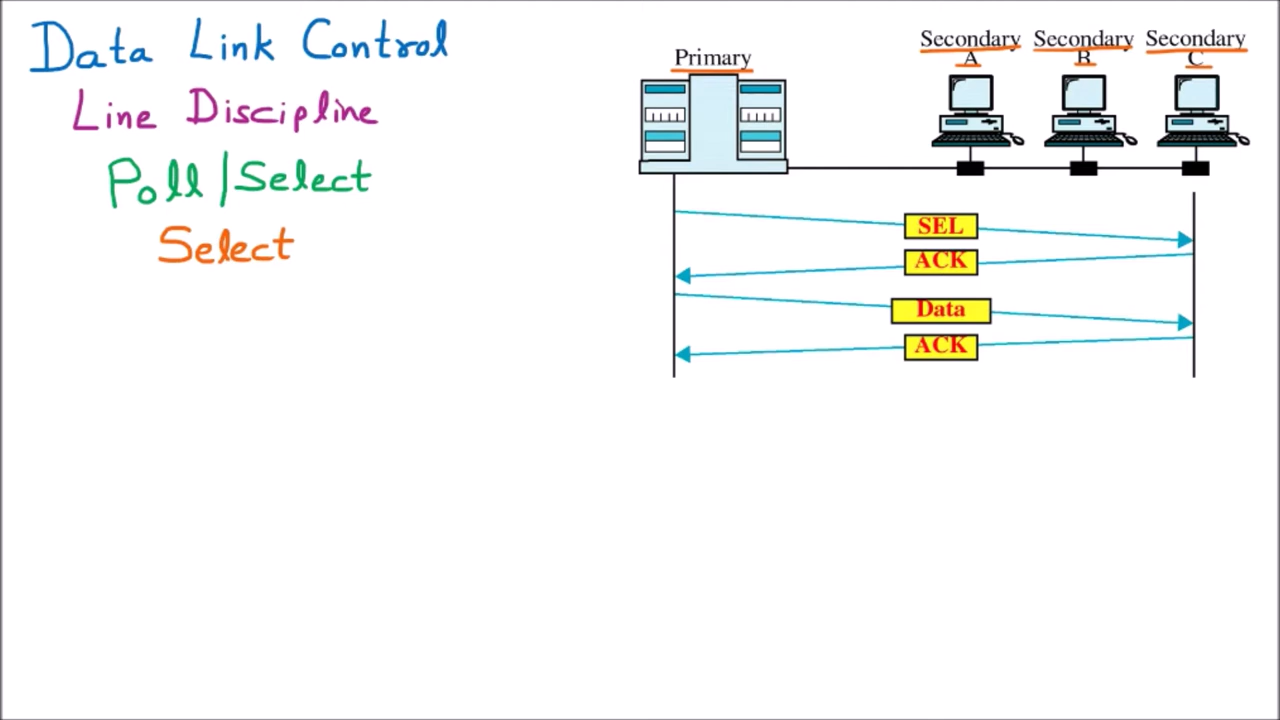 Data Link Control
Line Discipline
Poll/Select
Select
Primary
Secondary A
Secondary B
Secondary C
SEL
ACK
Data
ACK